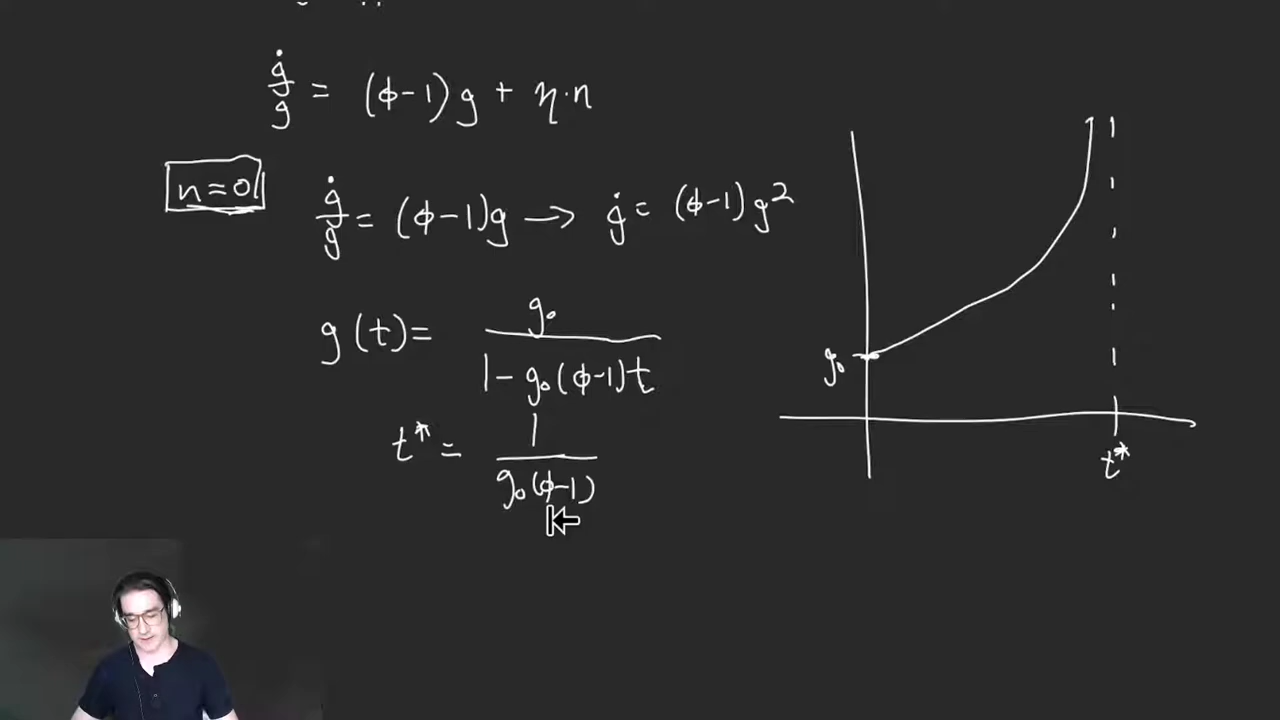 ġ/g = (ϕ-1)g + η·n
n=0
ġ/g = (ϕ-1)g → ġ = (ϕ-1)g²
g(t) = g₀ / (1 - g₀(ϕ-1)t)
t* = 1 / (g₀(ϕ-1))
g₀
t*